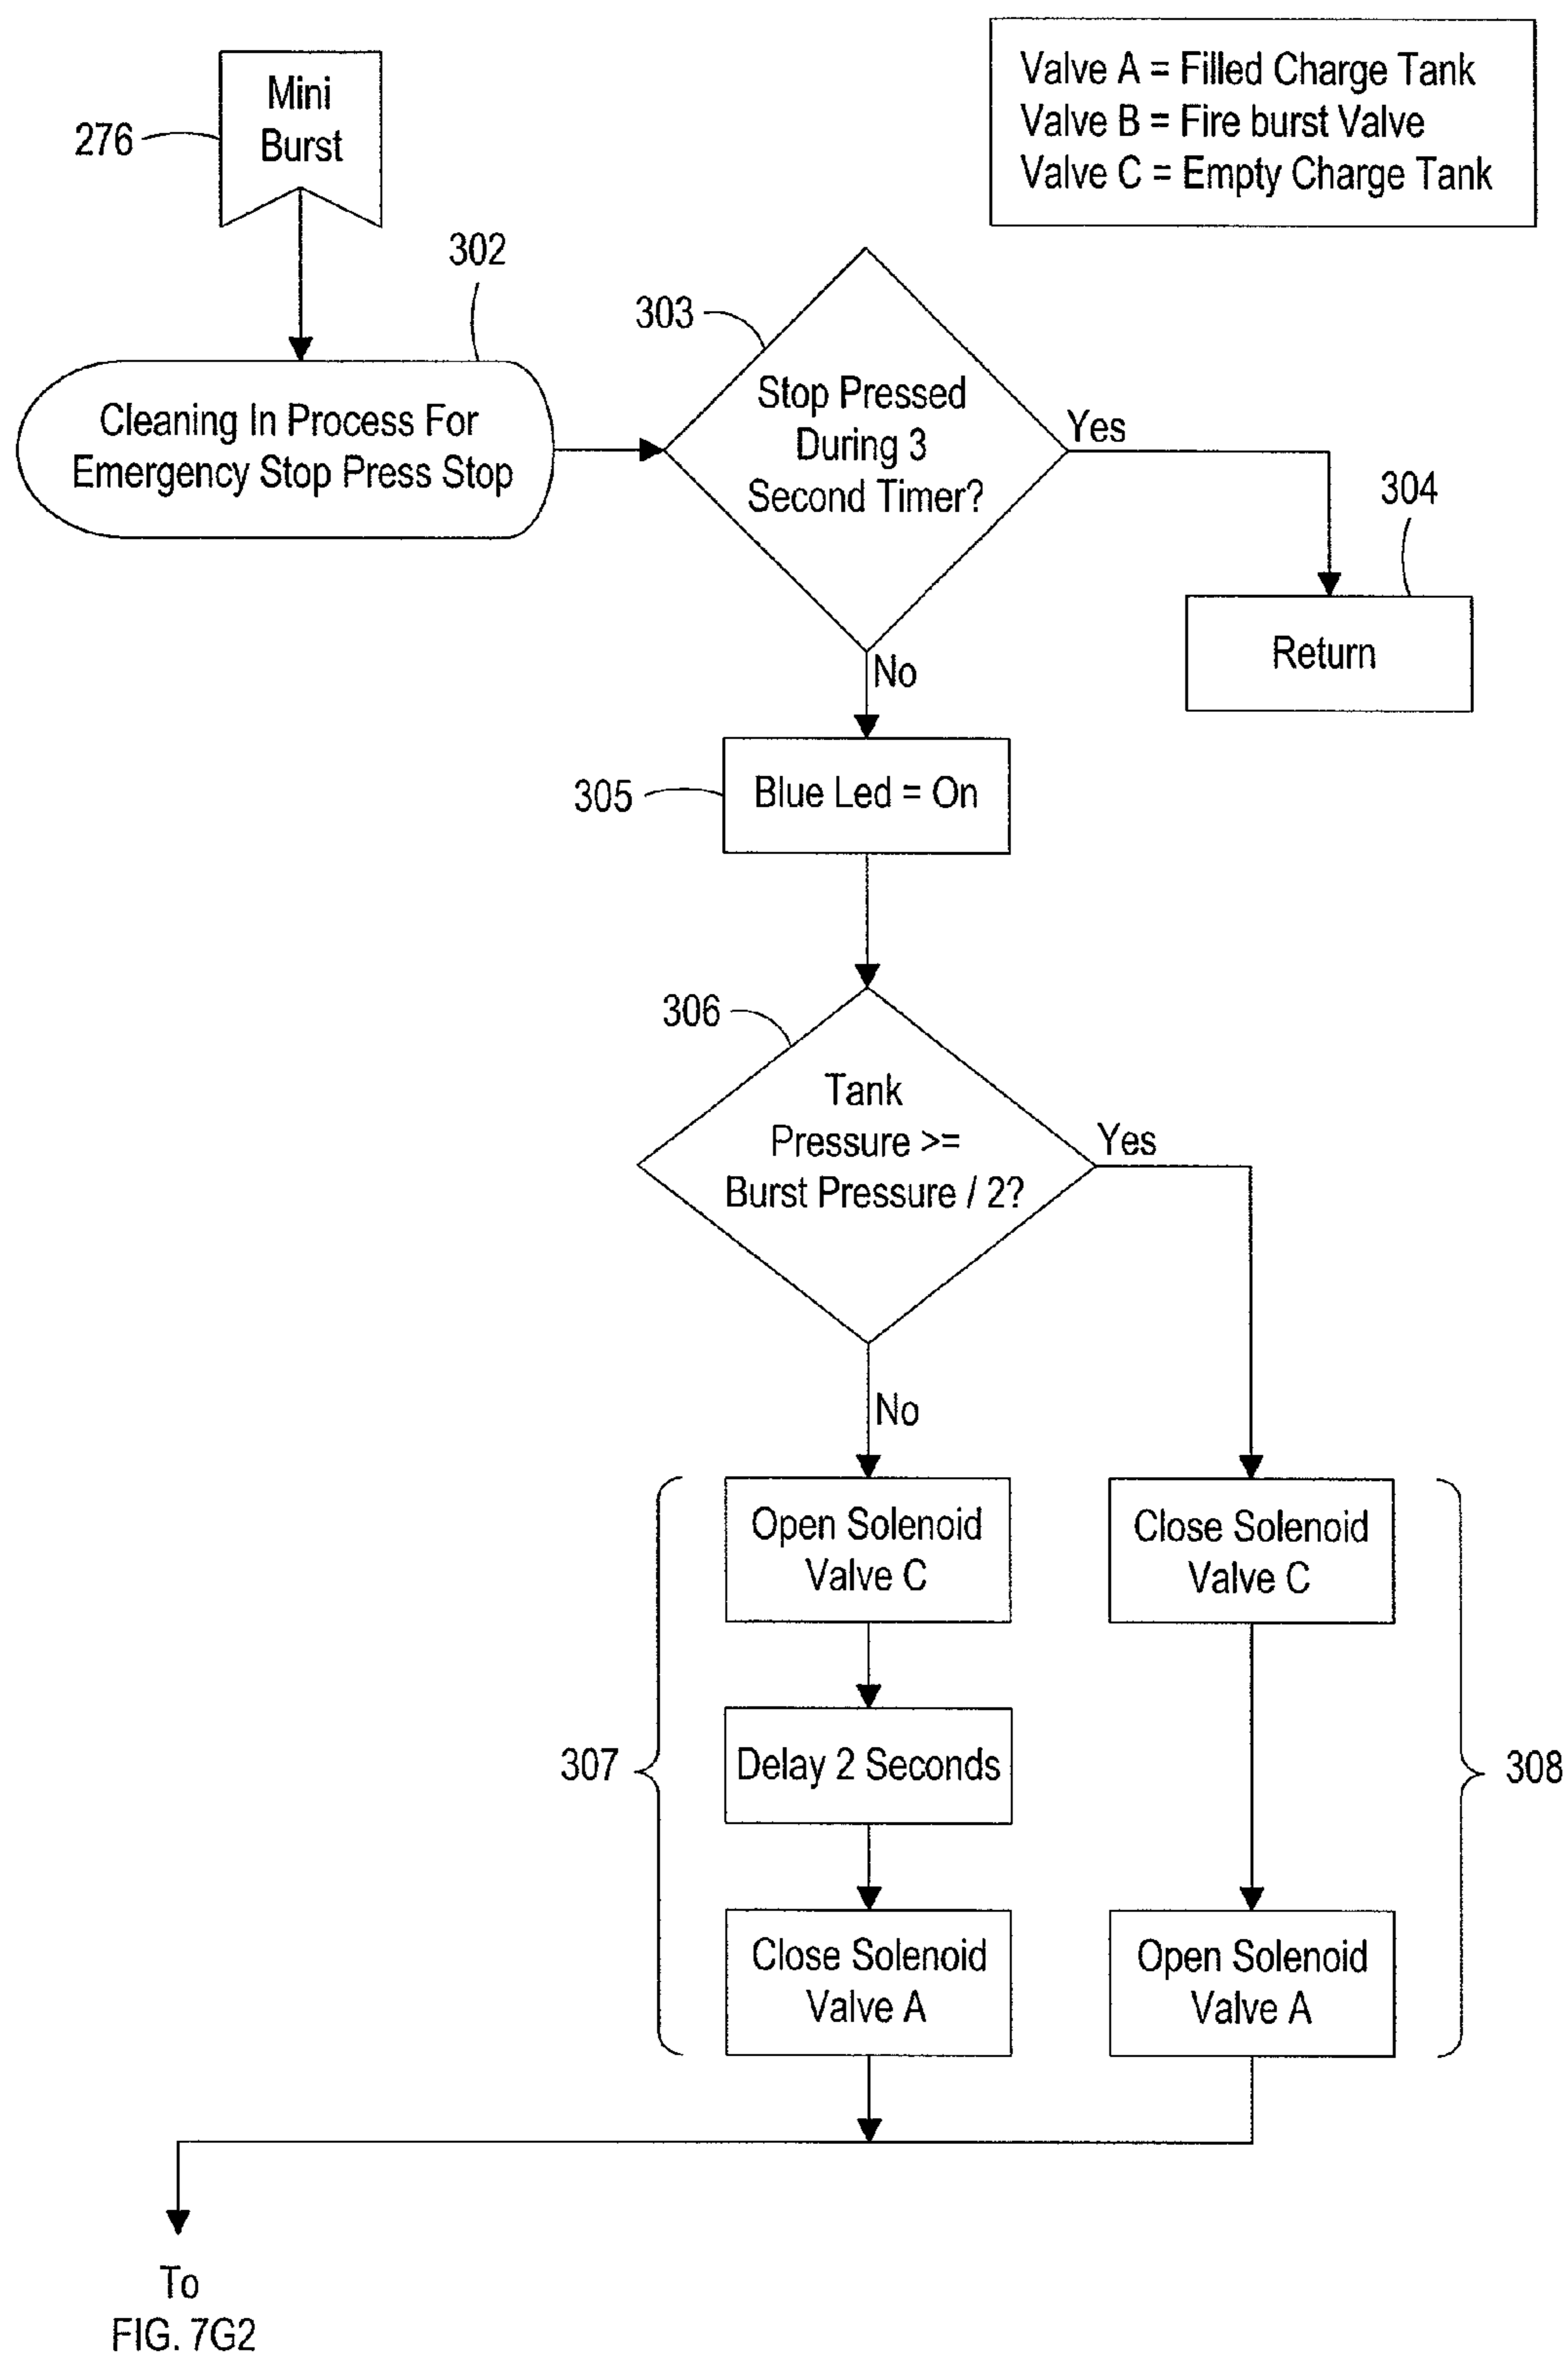 Mini
Burst
276
Valve A = Filled Charge Tank
Valve B = Fire burst Valve
Valve C = Empty Charge Tank
302
Cleaning In Process For
Emergency Stop Press Stop
303
Stop Pressed
During 3
Second Timer?
Yes
304
Return
No
305
Blue Led = On
306
Tank
Pressure >=
Burst Pressure / 2?
Yes
No
Open Solenoid
Valve C
Close Solenoid
Valve C
307
Delay 2 Seconds
308
Close Solenoid
Valve A
Open Solenoid
Valve A
To
FIG. 7G2